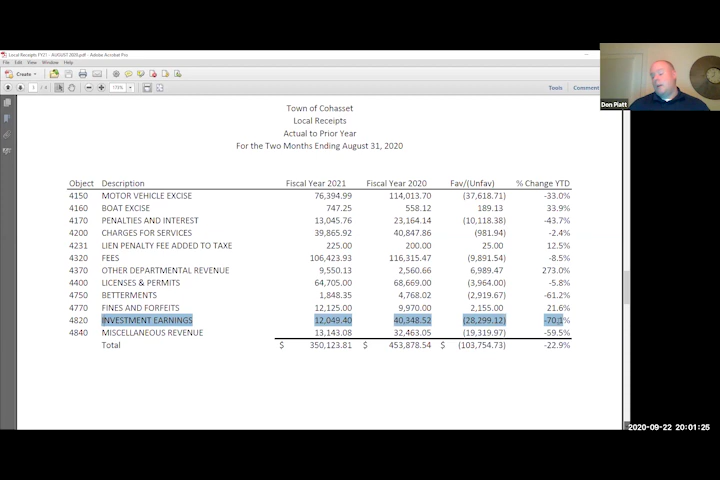 Local Receipts FY21 - AUGUST 2020.pdf - Adobe Acrobat Pro
File Edit View Window Help
Create
1 / 4 119%
Tools Comment
Don Piatt
Town of Cohasset
Local Receipts
Actual to Prior Year
For the Two Months Ending August 31, 2020
Object Description Fiscal Year 2021 Fiscal Year 2020 Fav/(Unfav) % Change YTD
4150 MOTOR VEHICLE EXCISE 76,394.99 114,013.70 (37,618.71) -33.0%
4160 BOAT EXCISE 747.25 558.12 189.13 33.9%
4170 PENALTIES AND INTEREST 13,045.76 23,164.14 (10,118.38) -43.7%
4200 CHARGES FOR SERVICES 39,865.92 40,847.86 (981.94) -2.4%
4231 LIEN PENALTY FEE ADDED TO TAXE 225.00 200.00 25.00 12.5%
4320 FEES 106,423.93 116,315.47 (9,891.54) -8.5%
4370 OTHER DEPARTMENTAL REVENUE 9,550.13 2,560.66 6,989.47 273.0%
4400 LICENSES & PERMITS 64,705.00 68,669.00 (3,964.00) -5.8%
4750 BETTERMENTS 1,848.35 4,768.02 (2,919.67) -61.2%
4770 FINES AND FORFEITS 12,125.00 9,970.00 2,155.00 21.6%
4820 INVESTMENT EARNINGS 12,049.40 40,348.52 (28,299.12) -70.1%
4840 MISCELLANEOUS REVENUE 13,143.08 32,463.05 (19,319.97) -59.5%
Total $ 350,123.81 $ 453,878.54 $ (103,754.73) -22.9%
2020-09-22 20:01:25